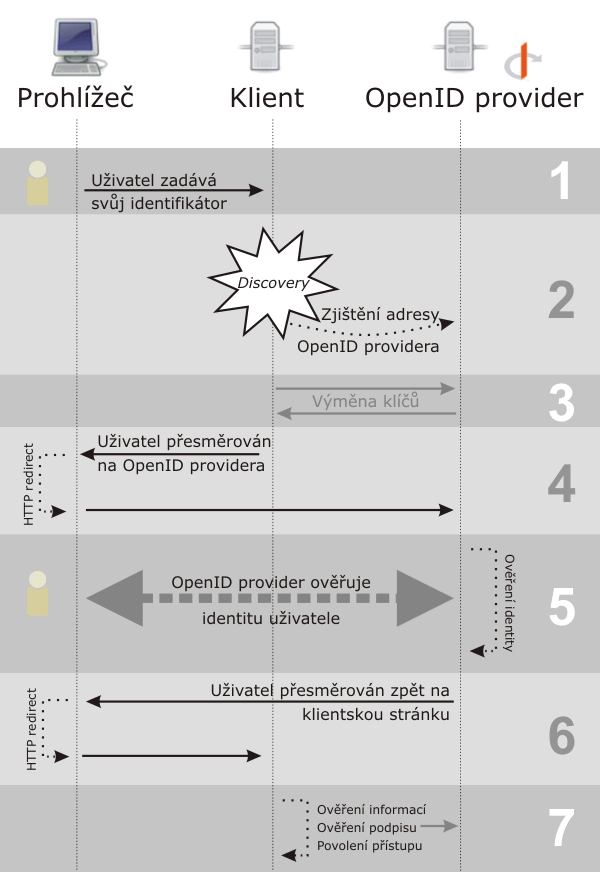 Prohlížeč
Klient
OpenID provider
Uživatel zadává
svůj identifikátor
1
Discovery
Zjištění adresy
OpenID providera
2
Výměna klíčů
3
Uživatel přesměrován
na OpenID providera
HTTP redirect
4
OpenID provider ověřuje
identitu uživatele
Ověření identity
5
Uživatel přesměrován zpět na
klientskou stránku
HTTP redirect
6
Ověření informací
Ověření podpisu
Povolení přístupu
7